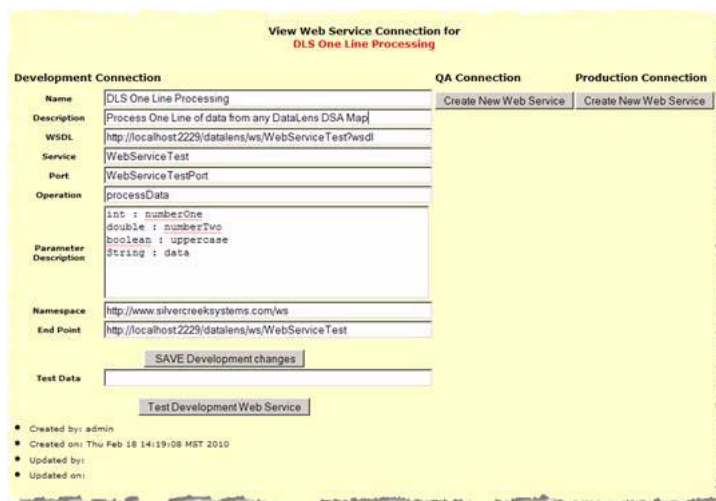 View Web Service Connection for
DLS One Line Processing
Development Connection
QA Connection
Production Connection
Name
DLS One Line Processing
Create New Web Service
Create New Web Service
Description
Process One Line of data from any DataLens DSA Map
WSDL
http://localhost:2229/datalens/ws/WebServiceTest?wsdl
Service
WebServiceTest
Port
WebServiceTestPort
Operation
processData
Parameter
Description
int : numberOne
double : numberTwo
boolean : uppercase
String : data
Namespace
http://www.silvercreeksystems.com/ws
End Point
http://localhost:2229/datalens/ws/WebServiceTest
SAVE Development changes
Test Data
Test Development Web Service
Created by: admin
Created on: Thu Feb 18 14:19:08 MST 2010
Updated by:
Updated on: